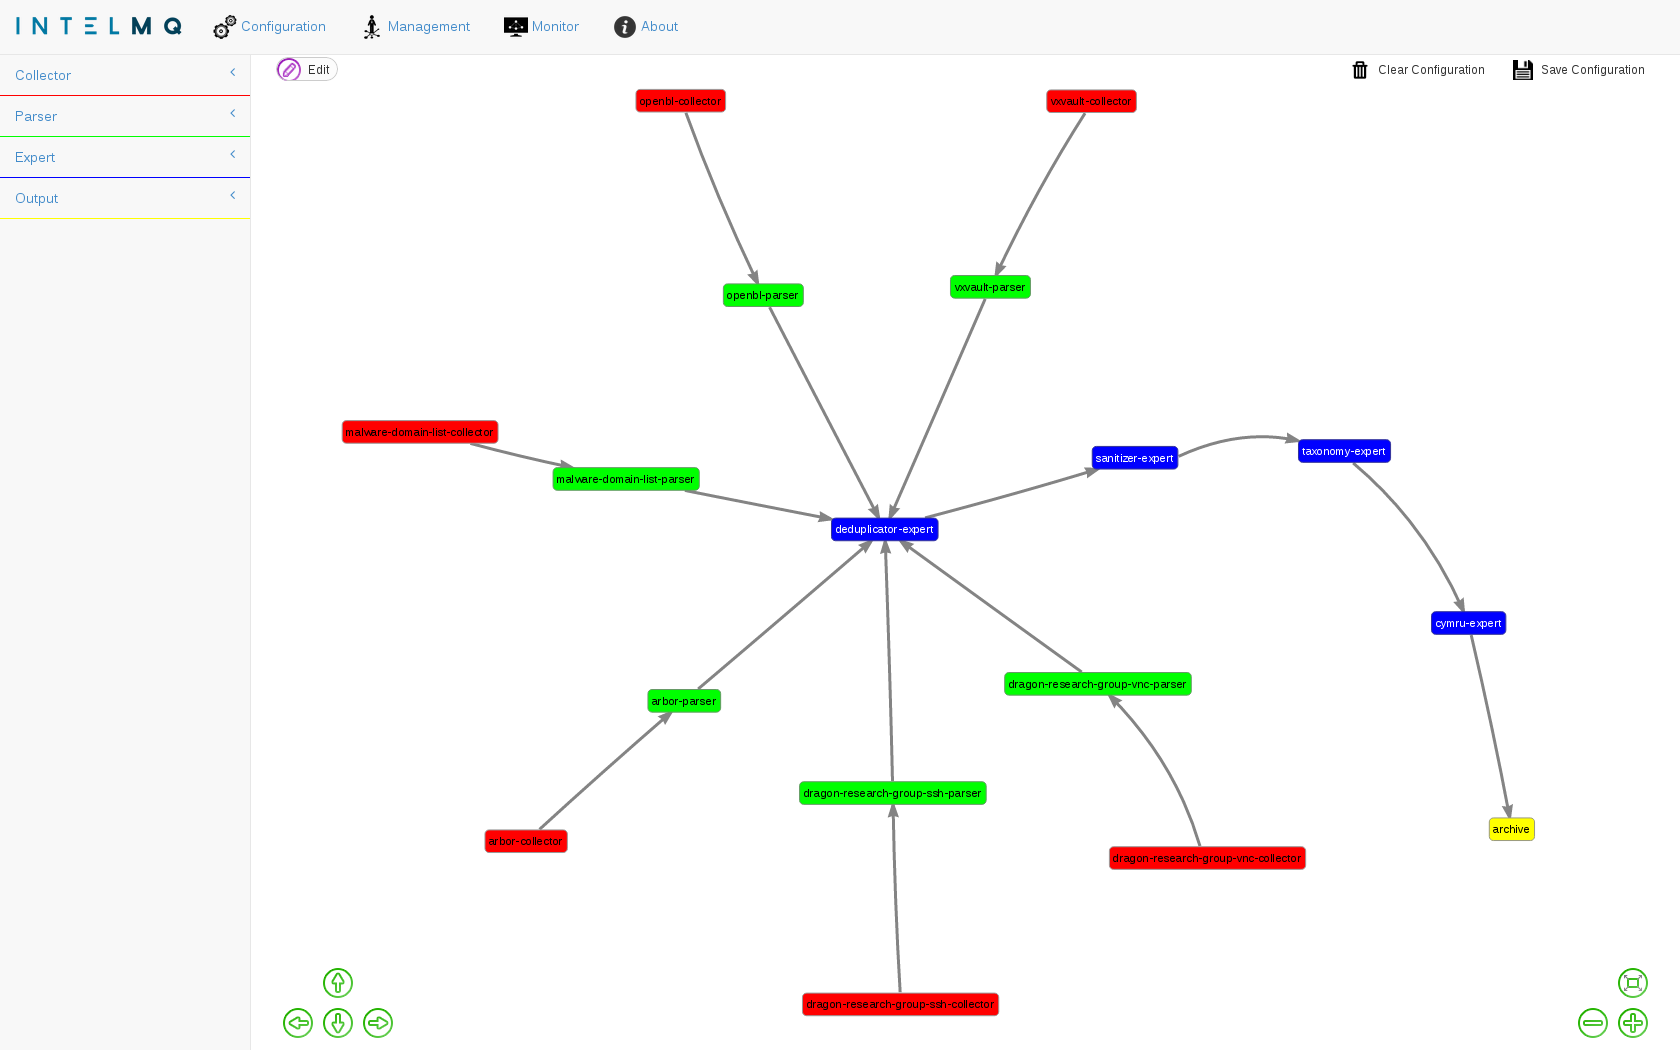 INTELMQ
Configuration
Management
Monitor
About
Collector
Parser
Expert
Output
Edit
Clear Configuration
Save Configuration
openbl-collector
vxvault-collector
openbl-parser
vxvault-parser
malware-domain-list-collector
malware-domain-list-parser
sanitizer-expert
taxonomy-expert
deduplicator-expert
cymru-expert
arbor-parser
dragon-research-group-vnc-parser
dragon-research-group-ssh-parser
archive
arbor-collector
dragon-research-group-vnc-collector
dragon-research-group-ssh-collector